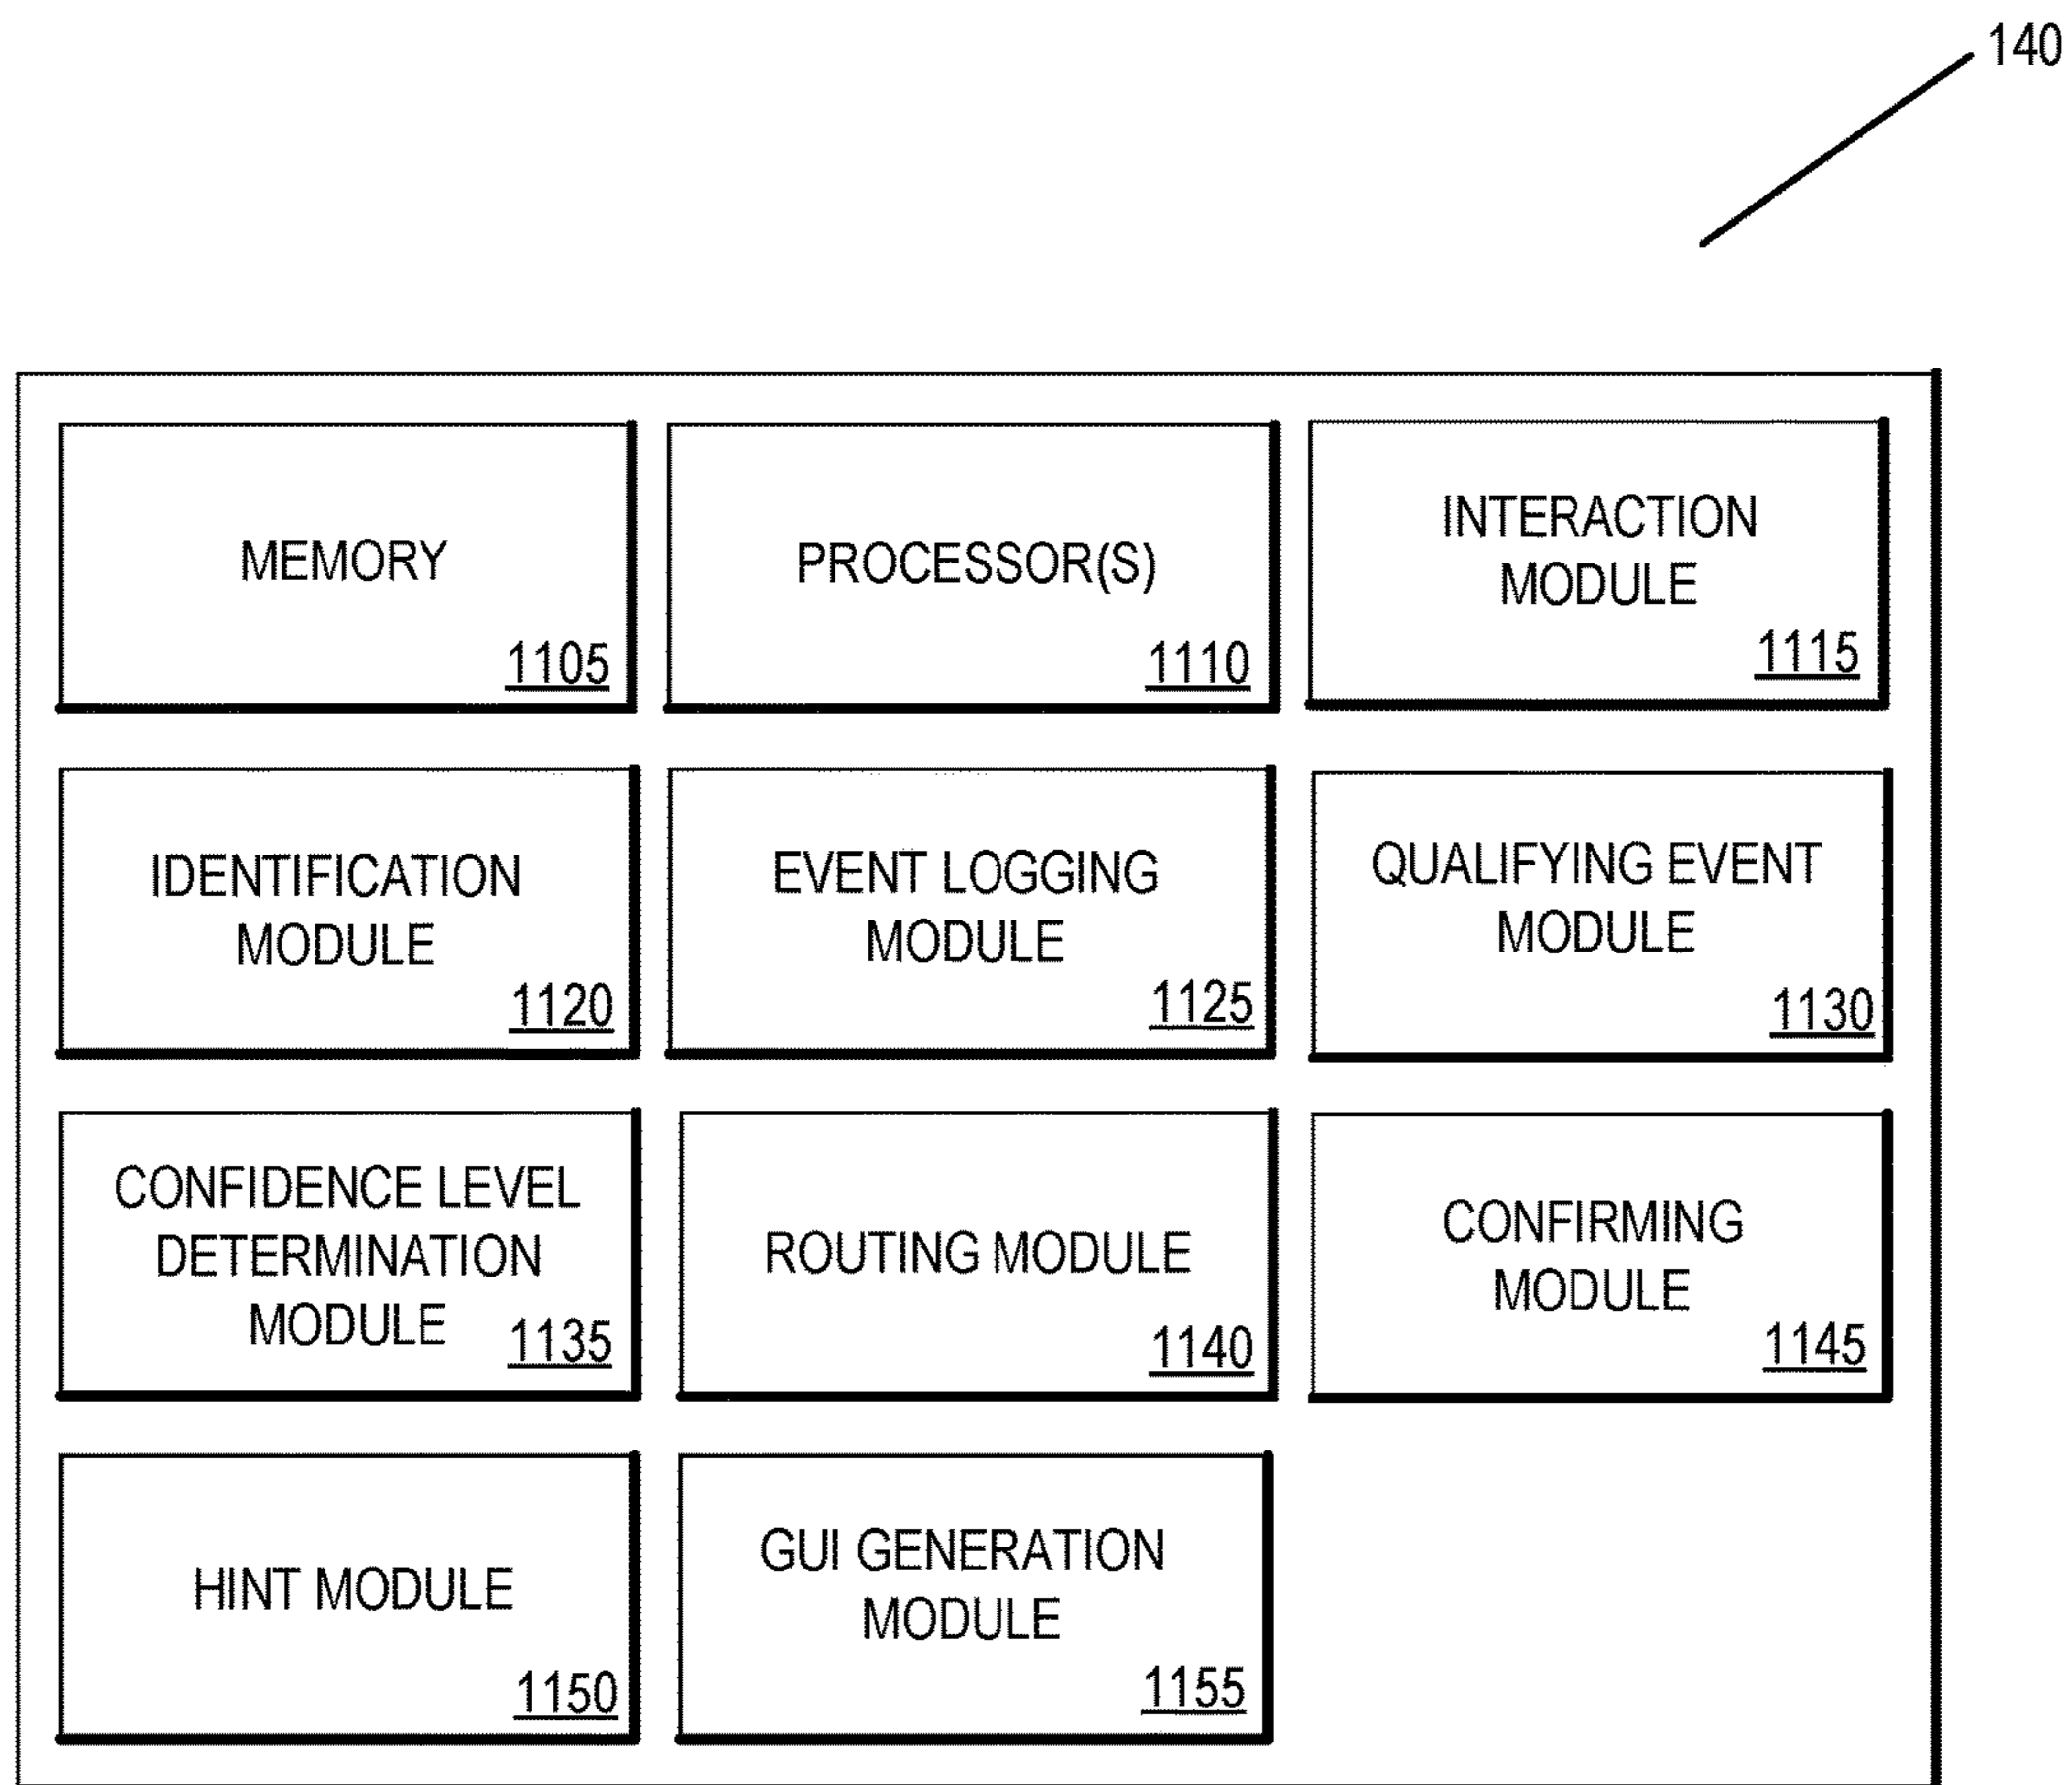 140
MEMORY
1105
PROCESSOR(S)
1110
INTERACTION
MODULE
1115
IDENTIFICATION
MODULE
1120
EVENT LOGGING
MODULE
1125
QUALIFYING EVENT
MODULE
1130
CONFIDENCE LEVEL
DETERMINATION
MODULE
1135
ROUTING MODULE
1140
CONFIRMING
MODULE
1145
HINT MODULE
1150
GUI GENERATION
MODULE
1155